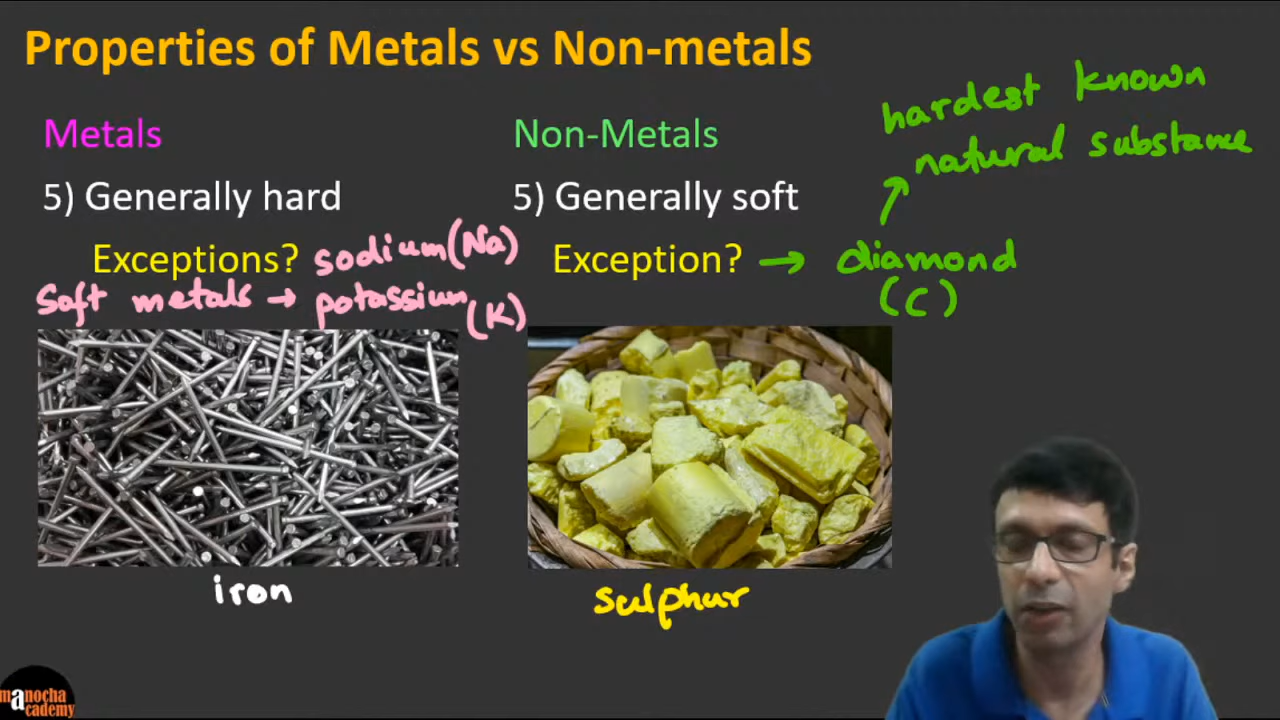 Properties of Metals vs Non-metals
Metals
5) Generally hard
Exceptions? sodium (Na)
Soft metals → potassium (K)
iron
Non-Metals
5) Generally soft
Exception? → diamond
(C)
hardest known
natural substance
sulphur
manocha
academy